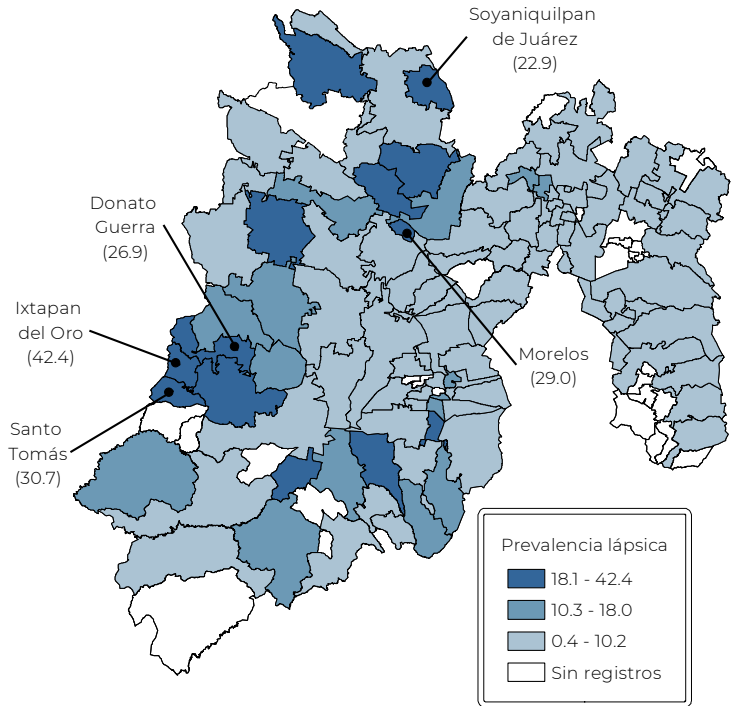 Soyaniquilpan
de Juárez
(22.9)
Donato
Guerra
(26.9)
Ixtapan
del Oro
(42.4)
Morelos
(29.0)
Santo
Tomás
(30.7)
Prevalencia lápsica
18.1 - 42.4
10.3 - 18.0
0.4 - 10.2
Sin registros